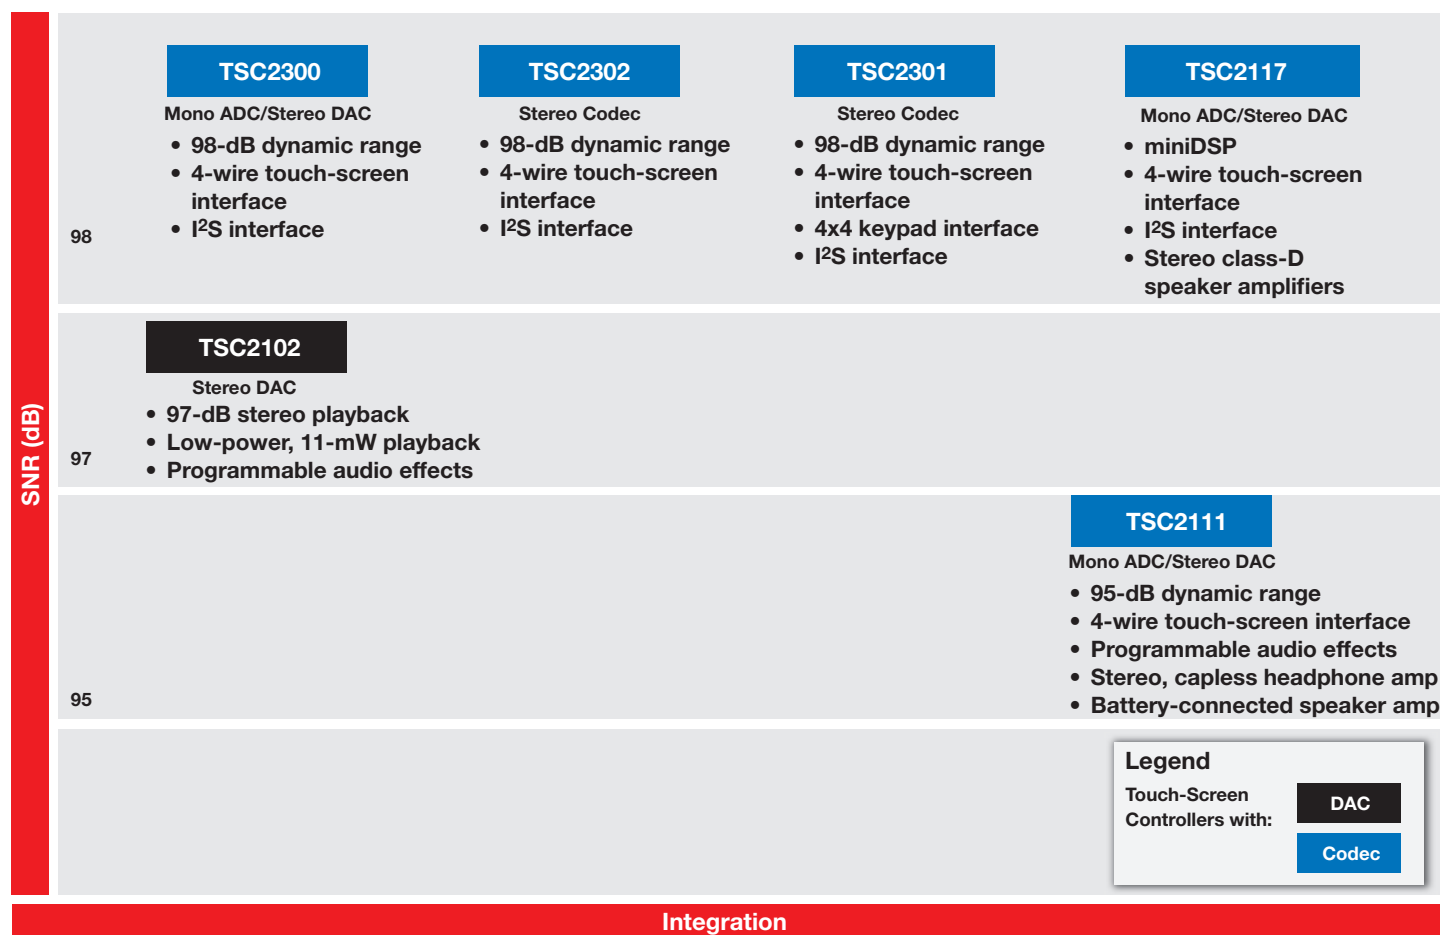 SNR (dB)
98
TSC2300
Mono ADC/Stereo DAC
• 98-dB dynamic range
• 4-wire touch-screen
interface
• I²S interface
TSC2302
Stereo Codec
• 98-dB dynamic range
• 4-wire touch-screen
interface
• I²S interface
TSC2301
Stereo Codec
• 98-dB dynamic range
• 4-wire touch-screen
interface
• 4x4 keypad interface
• I²S interface
TSC2117
Mono ADC/Stereo DAC
• miniDSP
• 4-wire touch-screen
interface
• I²S interface
• Stereo class-D
speaker amplifiers
97
TSC2102
Stereo DAC
• 97-dB stereo playback
• Low-power, 11-mW playback
• Programmable audio effects
95
TSC2111
Mono ADC/Stereo DAC
• 95-dB dynamic range
• 4-wire touch-screen interface
• Programmable audio effects
• Stereo, capless headphone amp
• Battery-connected speaker amp
Legend
Touch-Screen
Controllers with:
DAC
Codec
Integration